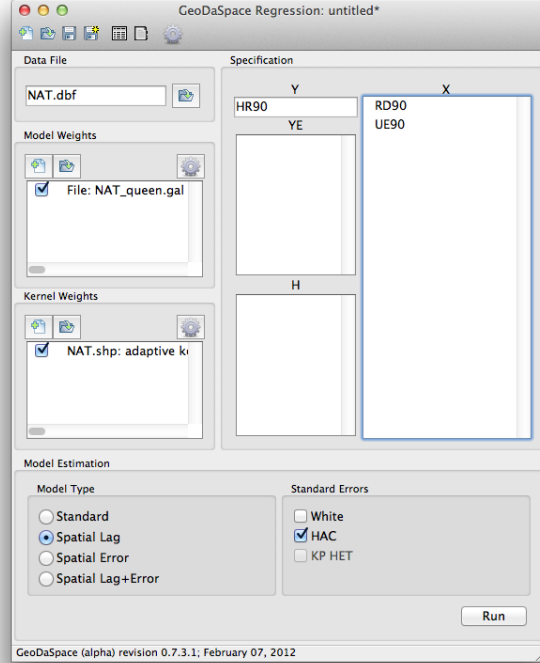 GeoDaSpace Regression: untitled*
Data File
NAT.dbf
Model Weights
File: NAT_queen.gal
Kernel Weights
NAT.shp: adaptive k
Specification
Y
HR90
YE
H
X
RD90
UE90
Model Estimation
Model Type
Standard
Spatial Lag
Spatial Error
Spatial Lag+Error
Standard Errors
White
HAC
KP HET
Run
GeoDaSpace (alpha) revision 0.7.3.1; February 07, 2012